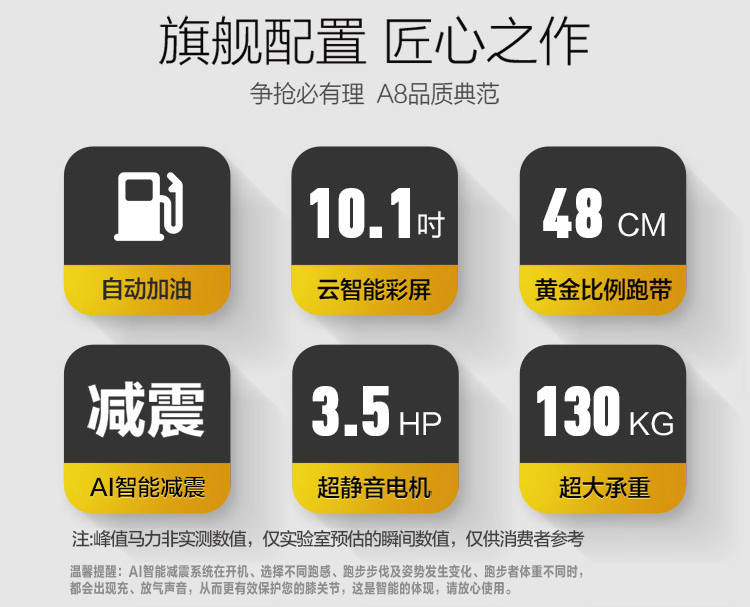 旗舰配置 匠心之作
争抢必有理 A8品质典范
自动加油
10.1吋
云智能彩屏
48 CM
黄金比例跑带
减震
AI智能减震
3.5 HP
超静音电机
130 KG
超大承重
注:峰值马力非实测数值，仅实验室预估的瞬间数值，仅供消费者参考
温馨提醒：AI智能减震系统在开机、选择不同跑感、跑步步伐及姿势发生变化、跑步者体重不同时，
都会出现充、放气声音，从而更有效保护您的膝关节，这是智能的体现，请放心使用。